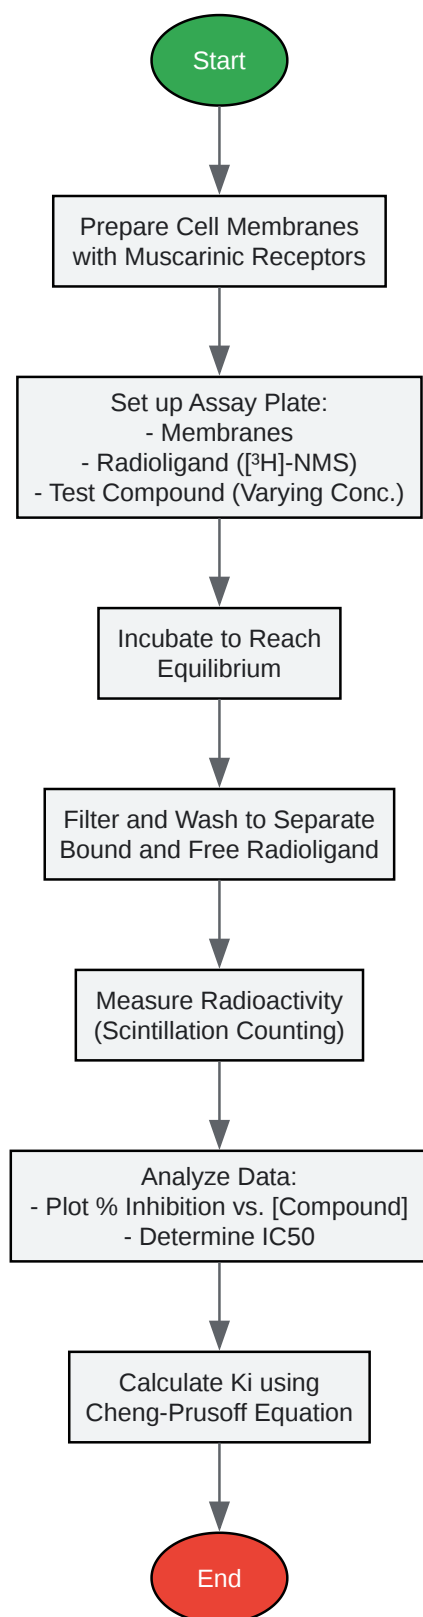 Start
Prepare Cell Membranes
with Muscarinic Receptors
Set up Assay Plate:
- Membranes
- Radioligand ([³H]-NMS)
- Test Compound (Varying Conc.)
Incubate to Reach
Equilibrium
Filter and Wash to Separate
Bound and Free Radioligand
Measure Radioactivity
(Scintillation Counting)
Analyze Data:
- Plot % Inhibition vs. [Compound]
- Determine IC50
Calculate Ki using
Cheng-Prusoff Equation
End